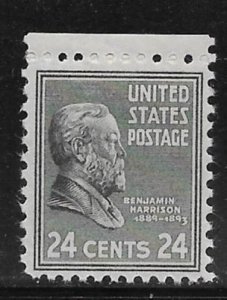 UNITED
STATES
POSTAGE
BENJAMIN
HARRISON
1889-1893
24 CENTS 24